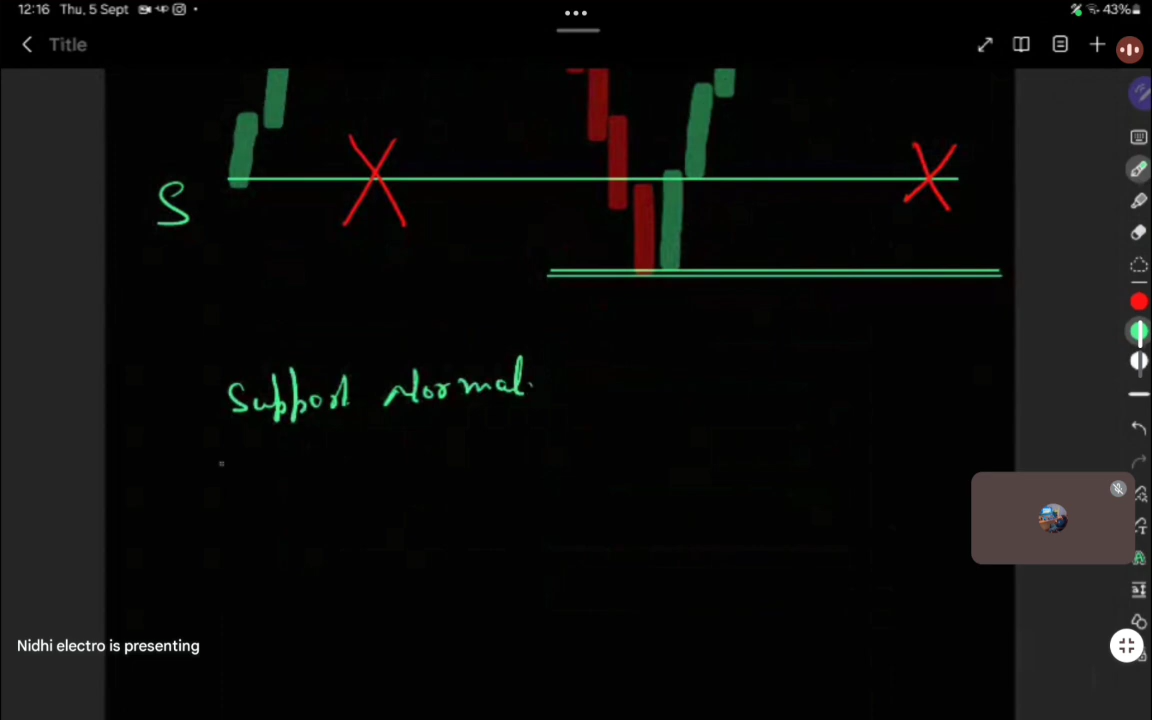 12:16 Thu, 5 Sept 43%
Title
S
Support Normal.
Nidhi electro is presenting